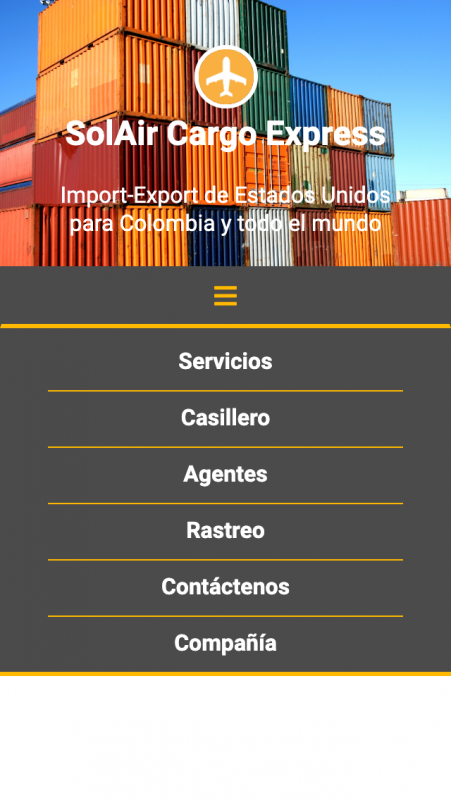 SolAir Cargo Express
Import-Export de Estados Unidos
para Colombia y todo el mundo
Servicios
Casillero
Agentes
Rastreo
Contáctenos
Compañía